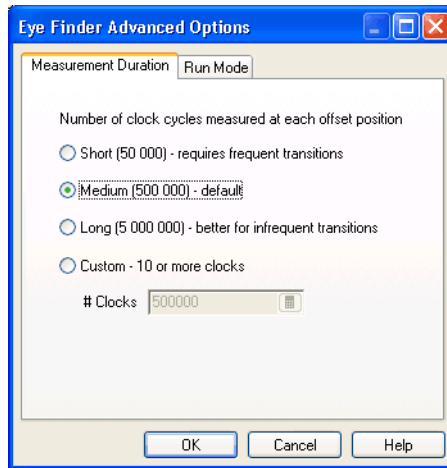 Eye Finder Advanced Options
Measurement Duration Run Mode
Number of clock cycles measured at each offset position
Short (50 000) - requires frequent transitions
Medium (500 000) - default
Long (5 000 000) - better for infrequent transitions
Custom - 10 or more clocks
# Clocks 500000
OK Cancel Help